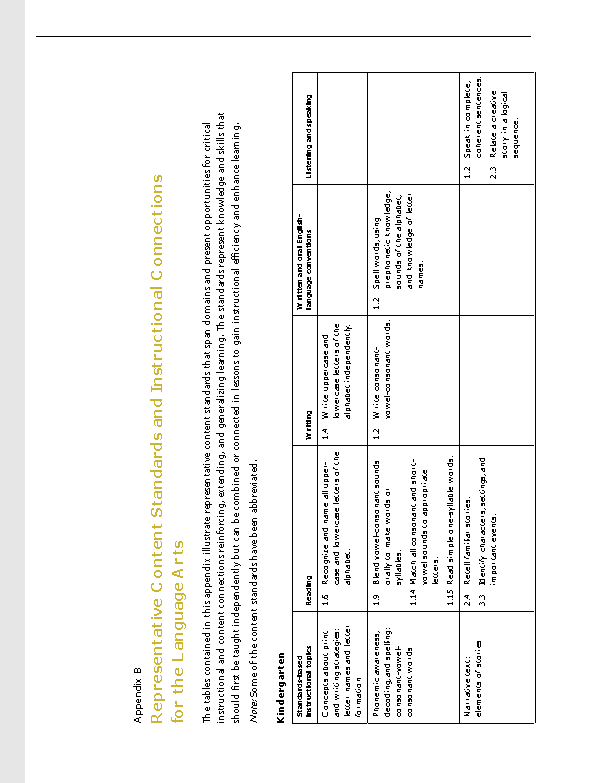 Appendix B
Representative Content Standards and Instructional Connections
for the Language Arts
The tables contained in this appendix illustrate representative content standards that span domains and present opportunities for critical
instructional and content connections reinforcing, extending, and generalizing learning. The standards represent knowledge and skills that
should first be taught independently but can be combined or connected in lessons to gain instructional efficiency and enhance learning.
Note: Some of the content standards have been abbreviated.
Kindergarten
Standards-based
instructional topics
Reading
Writing
Written and oral English-
language conventions
Listening and speaking
Concepts about print
and writing strategies:
letter names and letter
formation
1.6 Recognize and name all upper-
case and lowercase letters of the
alphabet.
1.4 Write uppercase and
lowercase letters of the
alphabet independently.
Phonemic awareness,
decoding, and spelling:
consonant-vowel-
consonant words
1.9 Blend vowel-consonant sounds
orally to make words or
syllables.
1.14 Match all consonant and short-
vowel sounds to appropriate
letters.
1.15 Read simple one-syllable words.
1.2 Write consonant-
vowel-consonant words.
1.2 Spell words, using
prephonetic knowledge,
sounds of the alphabet,
and knowledge of letter
names.
Narrative text:
elements of stories
2.4 Retell familiar stories.
3.3 Identify characters, settings, and
important events.
1.2 Speak in complete,
coherent sentences.
2.3 Relate a creative
story in a logical
sequence.